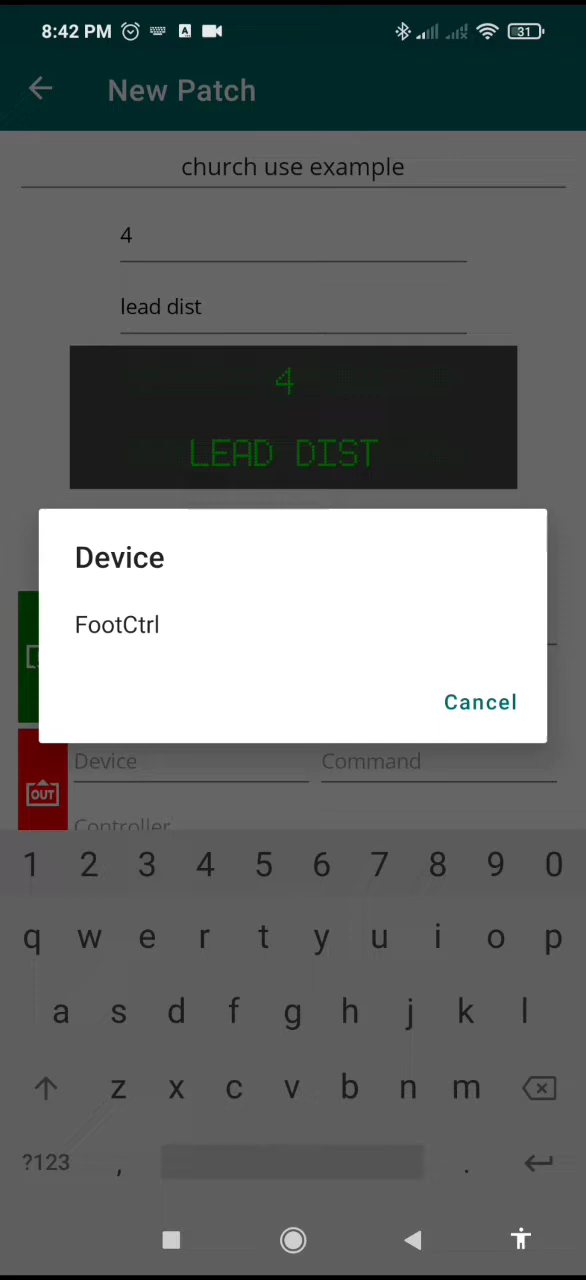 8:42 PM
31
New Patch
church use example
4
lead dist
4
LEAD DIST
Device
FootCtrl
Cancel
Device Command
OUT
Controller
1 2 3 4 5 6 7 8 9 0
q w e r t y u i o p
a s d f g h j k l
z x c v b n m
?123 , .